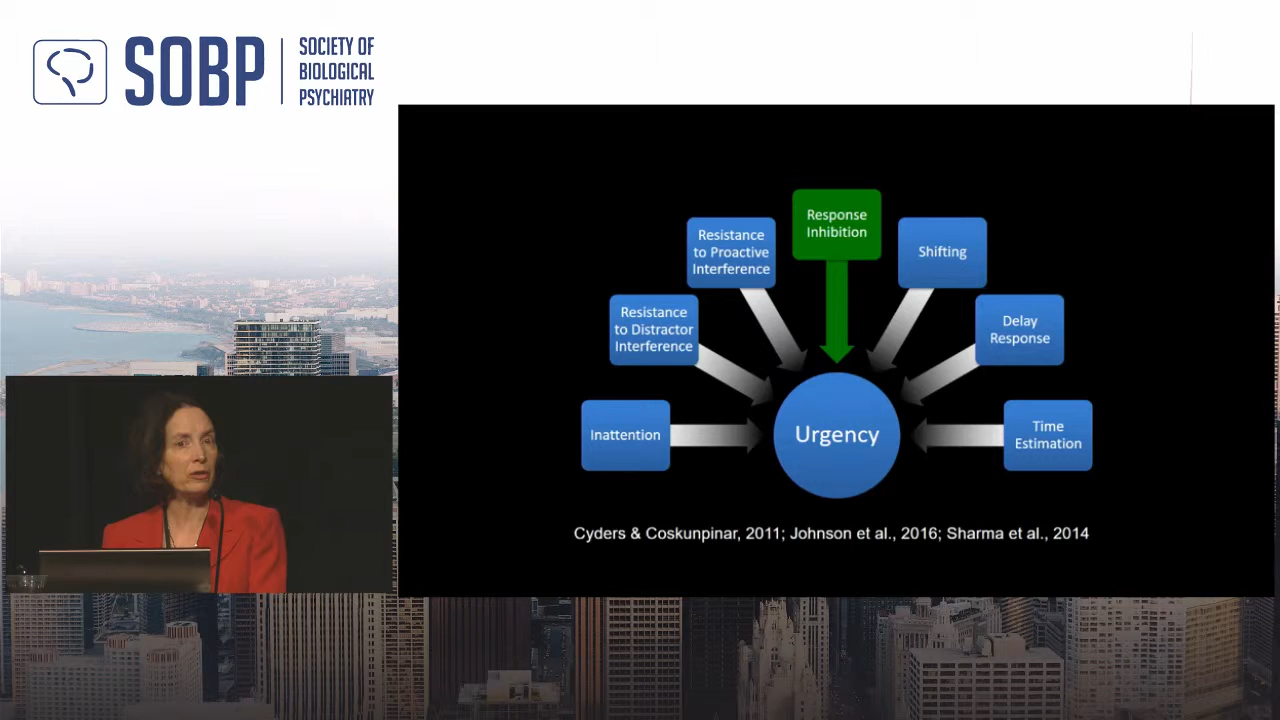 SOBP
SOCIETY OF
BIOLOGICAL
PSYCHIATRY
Response
Inhibition
Resistance
to Proactive
Interference
Shifting
Resistance
to Distractor
Interference
Delay
Response
Inattention
Urgency
Time
Estimation
Cyders & Coskunpinar, 2011; Johnson et al., 2016; Sharma et al., 2014